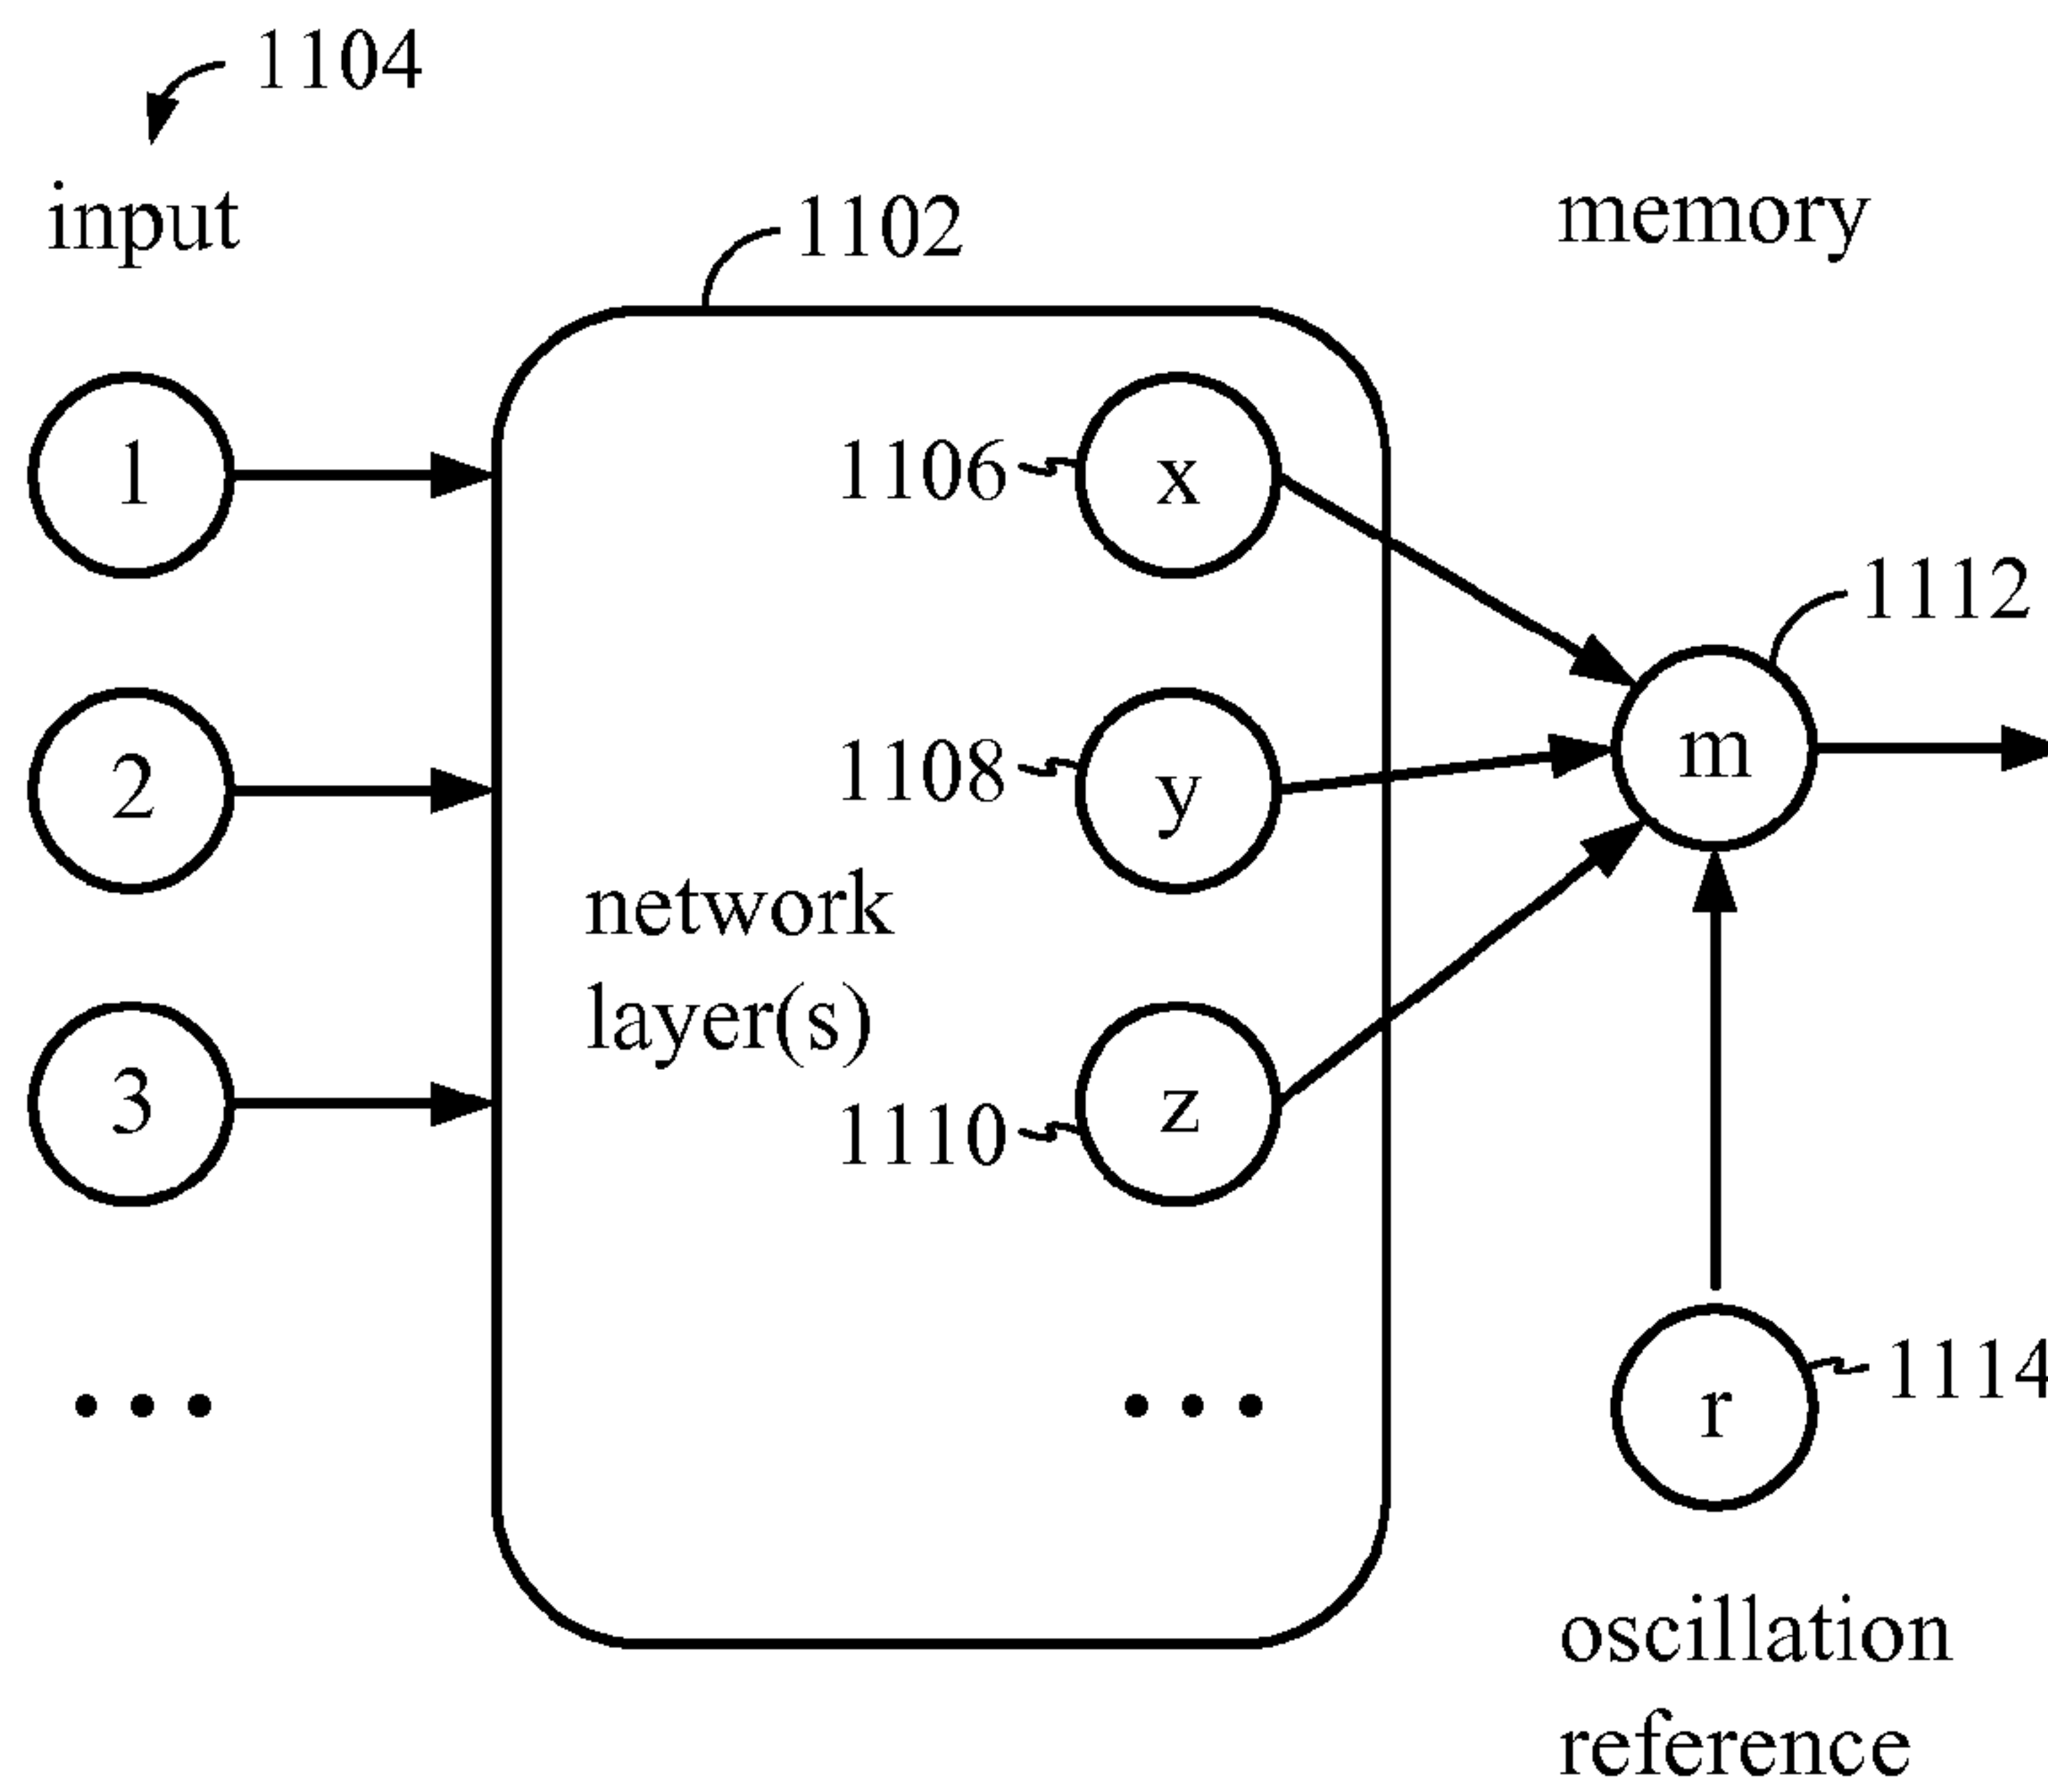 1104
input
1102
memory
1
1106
x
1112
2
1108
y
m
network
layer(s)
3
1110
z
...
...
r
1114
oscillation
reference